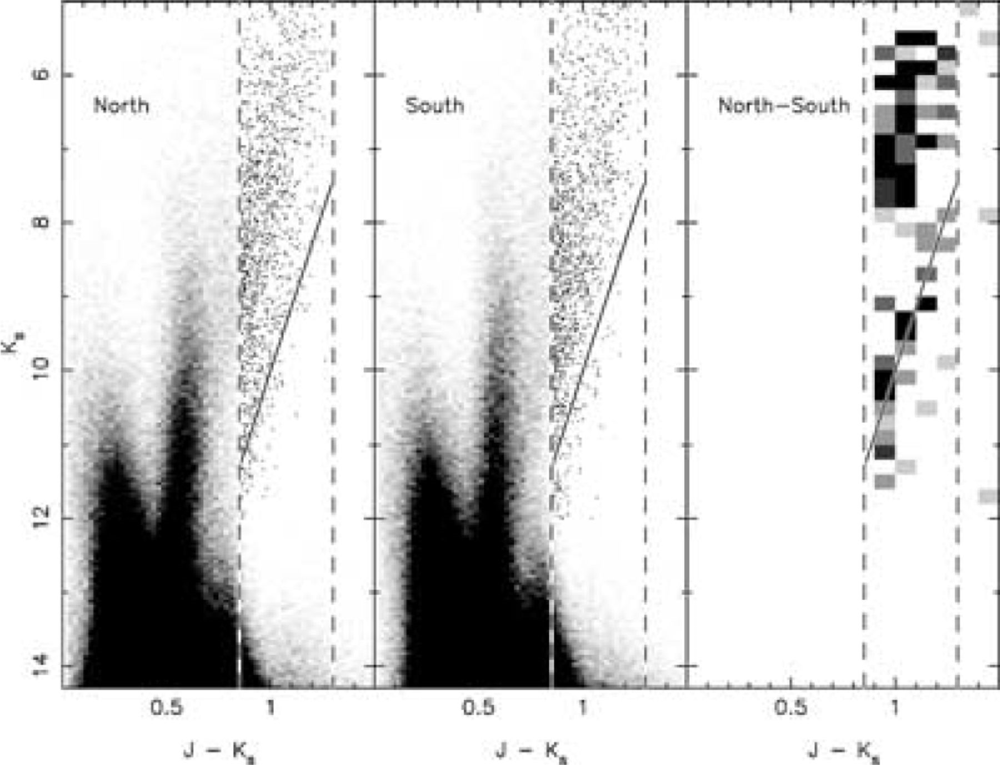 6
North
South
North−South
8
Ks
10
12
14
0.5 1
0.5 1
0.5 1
J − Ks
J − Ks
J − Ks